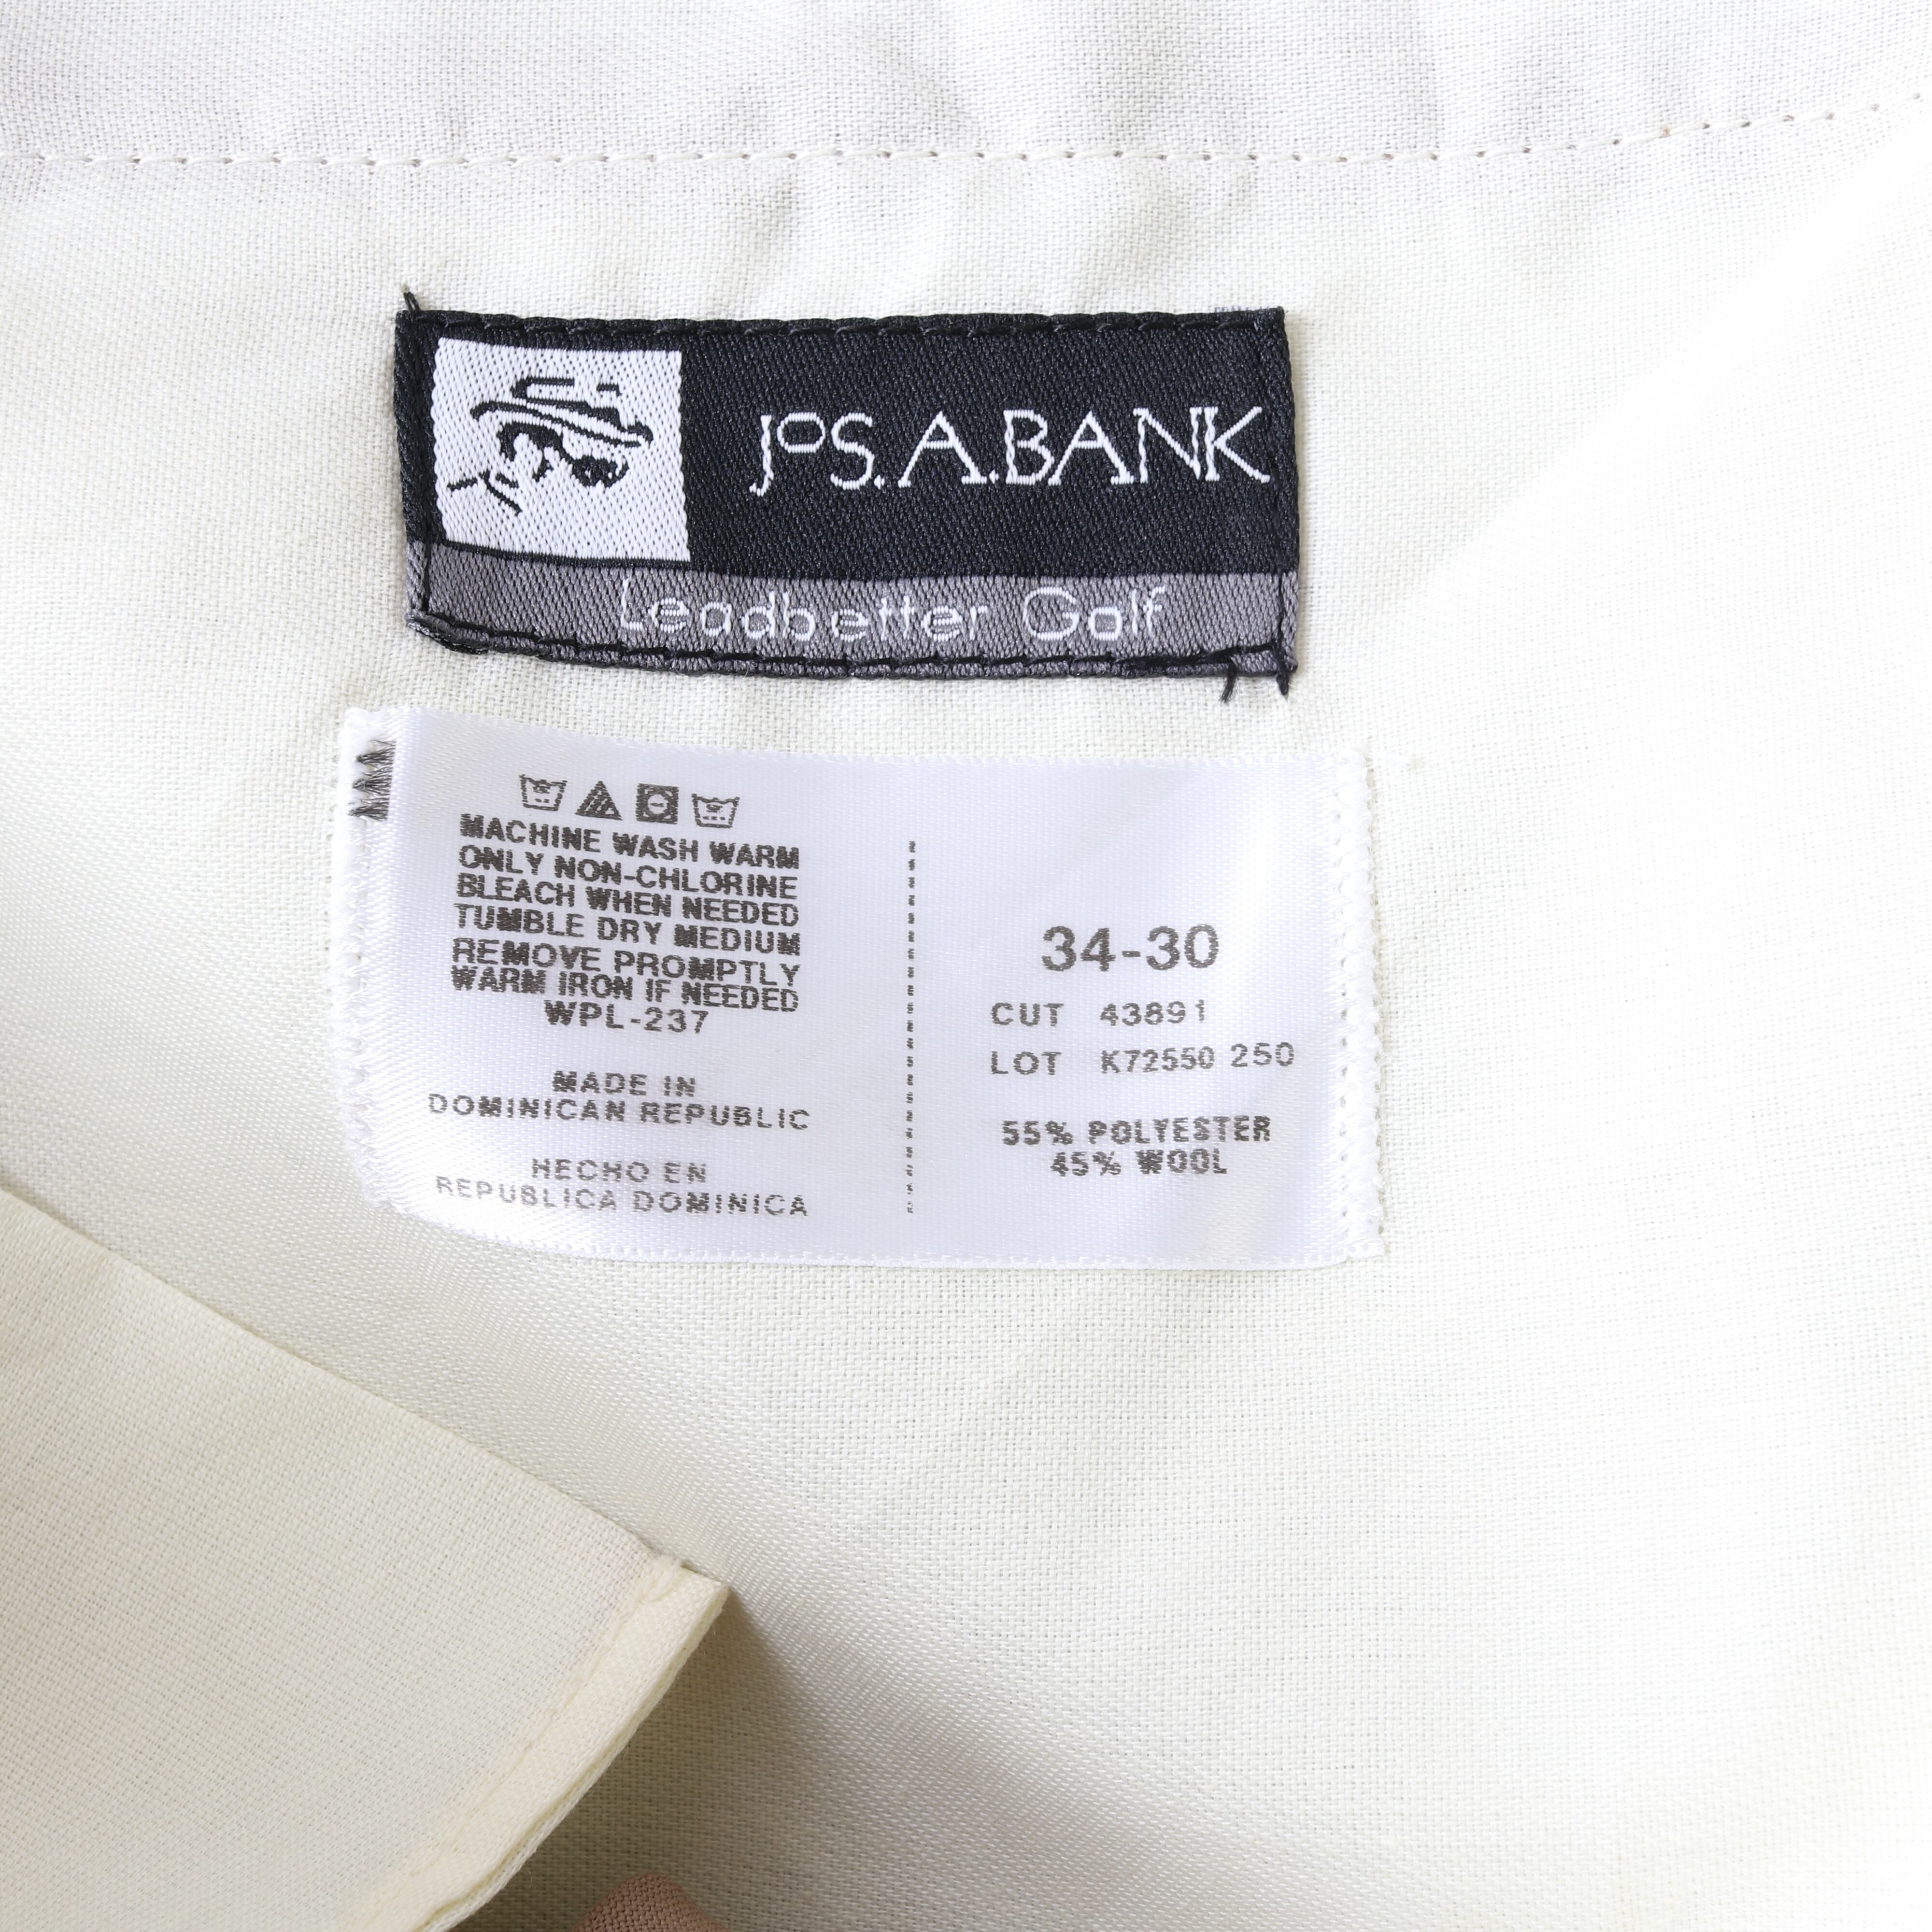 JOS. A. BANK
Leadbetter Golf
MACHINE WASH WARM
ONLY NON-CHLORINE
BLEACH WHEN NEEDED
TUMBLE DRY MEDIUM
REMOVE PROMPTLY
WARM IRON IF NEEDED
WPL-237
MADE IN
DOMINICAN REPUBLIC
HECHO EN
REPUBLICA DOMINICA
34-30
CUT 43891
LOT K72550 250
55% POLYESTER
45% WOOL